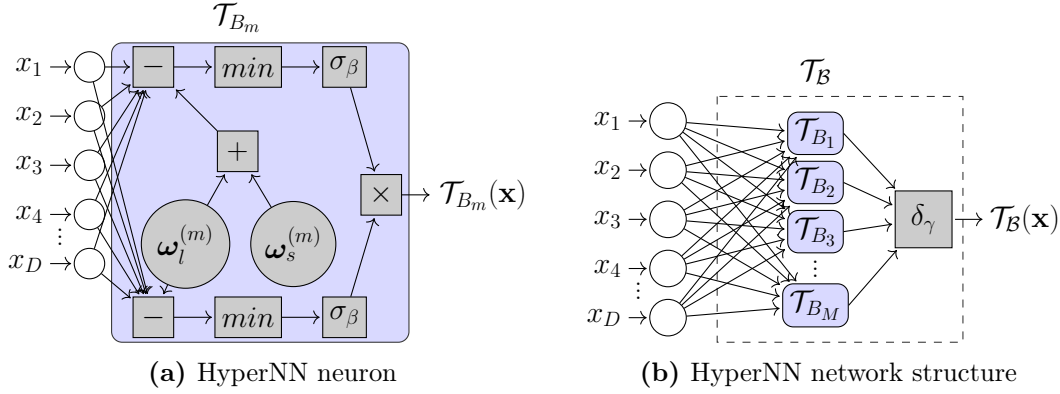 𝒯_{B_m}
x_1
x_2
x_3
x_4
⋮
x_D
− min σ_β
+
ω_l^{(m)} ω_s^{(m)}
× 𝒯_{B_m}(𝐱)
− min σ_β
(a) HyperNN neuron
𝒯_ℬ
x_1
x_2
x_3
x_4
⋮
x_D
𝒯_{B_1}
𝒯_{B_2}
𝒯_{B_3}
⋯
𝒯_{B_M}
δ_γ 𝒯_ℬ(𝐱)
(b) HyperNN network structure